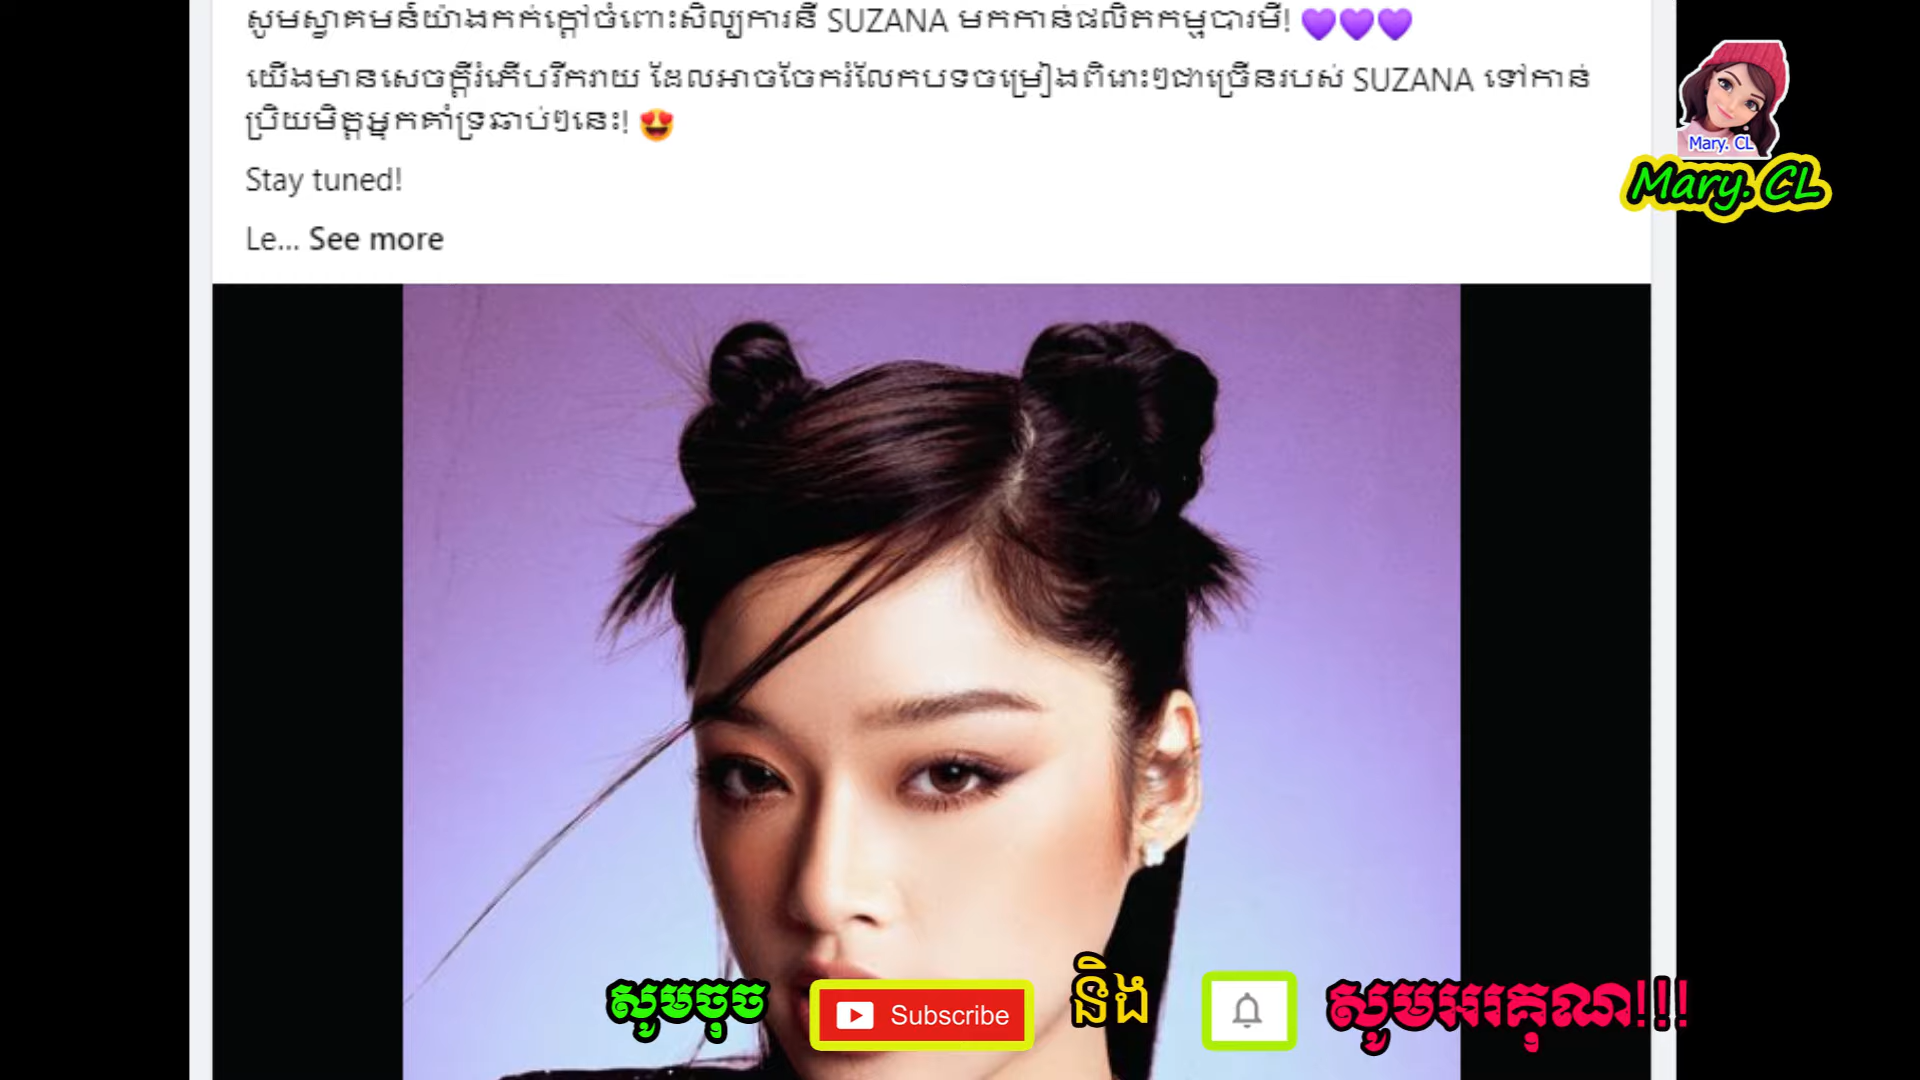 សូមស្វាគមន៍យ៉ាងកក់ក្តៅចំពោះសិល្បការនី SUZANA មកកាន់ផលិតកម្មបារមី! 💜💜💜
យើងមានសេចក្តីរំភើបរីករាយ ដែលអាចចែករំលែកបទចម្រៀងពិរោះៗជាច្រើនរបស់ SUZANA ទៅកាន់
ប្រិយមិត្តអ្នកគាំទ្រឆាប់ៗនេះ! 😍
Stay tuned!
Le... See more
Mary. CL
Mary. CL
សូមចុច Subscribe និង សូមអរគុណ!!!